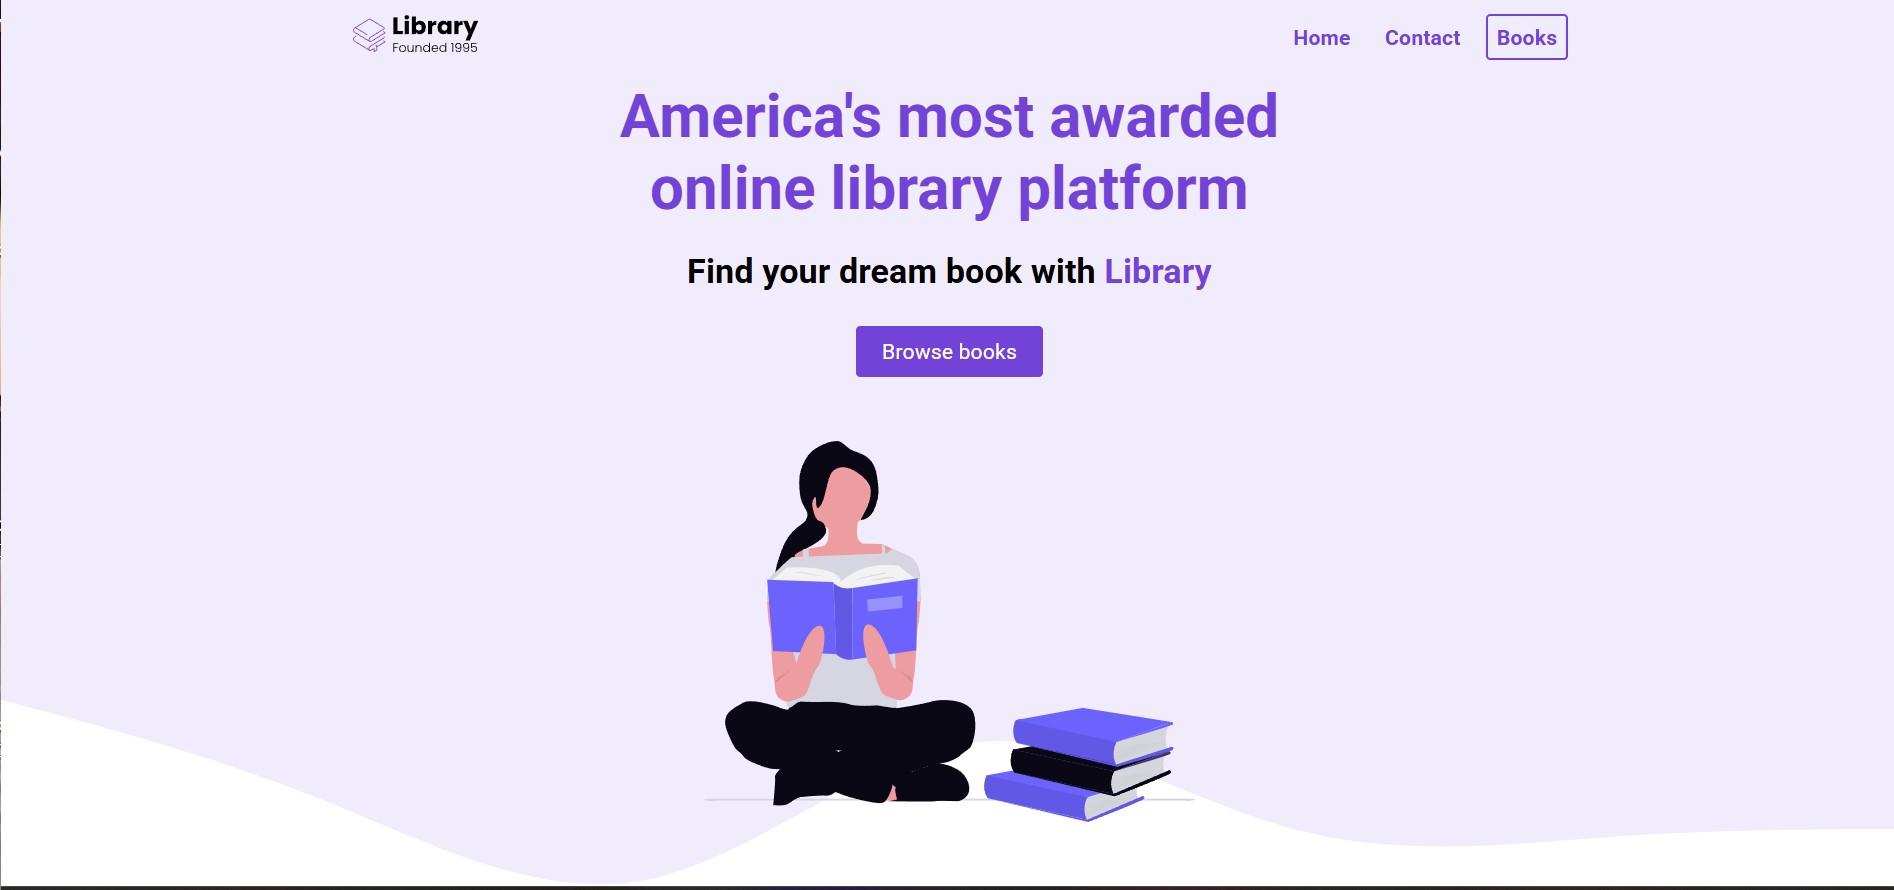 Library
Founded 1995
Home
Contact
Books
America's most awarded
online library platform
Find your dream book with Library
Browse books